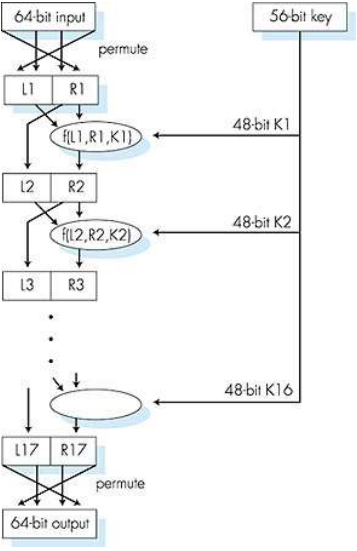 64-bit input
56-bit key
permute
L1 R1
48-bit K1
f(L1,R1,K1)
L2 R2
48-bit K2
f(L2,R2,K2)
L3 R3
48-bit K16
L17 R17
permute
64-bit output